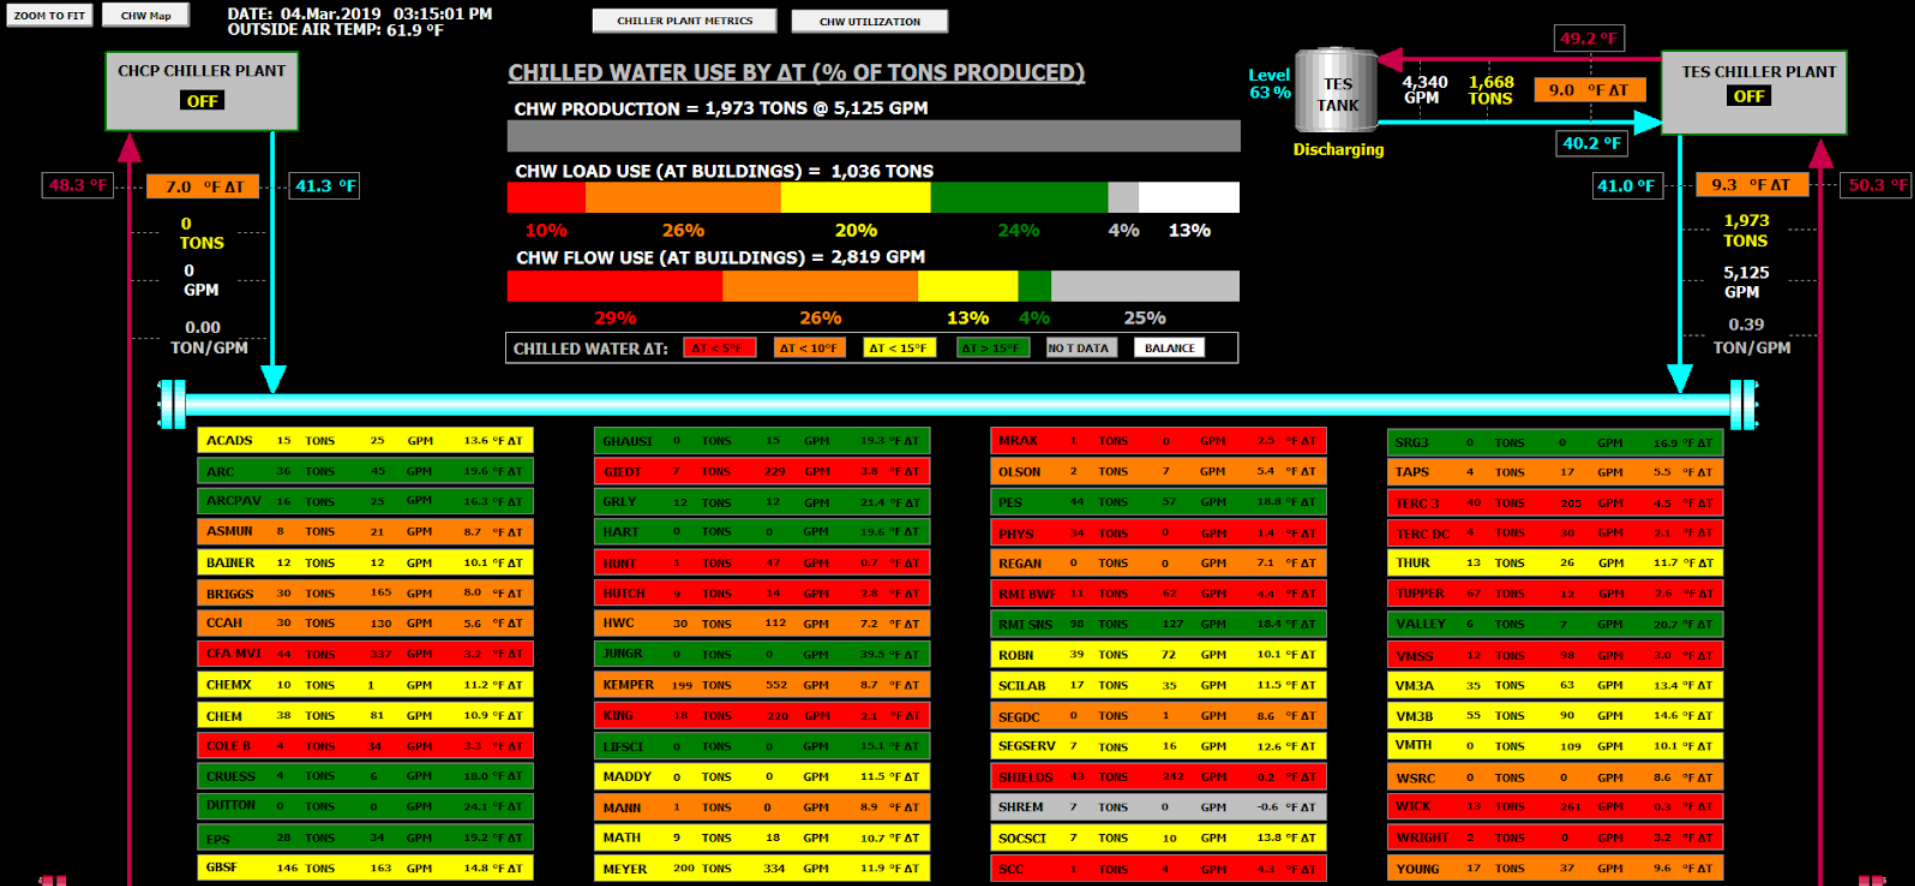 ZOOM TO FIT
CHW Map
DATE: 04.Mar.2019 03:15:01 PM
OUTSIDE AIR TEMP: 61.9 °F
CHILLER PLANT METRICS
CHW UTILIZATION
CHCP CHILLER PLANT
OFF
48.3 °F
7.0 °F ΔT
41.3 °F
0
TONS
0
GPM
0.00
TON/GPM
CHILLED WATER USE BY ΔT (% OF TONS PRODUCED)
CHW PRODUCTION = 1,973 TONS @ 5,125 GPM
CHW LOAD USE (AT BUILDINGS) = 1,036 TONS
10% 26% 20% 24% 4% 13%
CHW FLOW USE (AT BUILDINGS) = 2,819 GPM
29% 26% 13% 4% 25%
CHILLED WATER ΔT: ΔT < 5°F ΔT < 10°F ΔT < 15°F ΔT > 15°F NO T DATA BALANCE
Level
63 %
TES
TANK
Discharging
49.2 °F
4,340
GPM
1,668
TONS
9.0 °F ΔT
40.2 °F
TES CHILLER PLANT
OFF
41.0 °F
9.3 °F ΔT
50.3 °F
1,973
TONS
5,125
GPM
0.39
TON/GPM
ACADS 15 TONS 25 GPM 13.6 °F ΔT
ARC 36 TONS 45 GPM 19.6 °F ΔT
ARCPAV 16 TONS 25 GPM 16.3 °F ΔT
ASMUN 8 TONS 21 GPM 8.7 °F ΔT
BAINER 12 TONS 12 GPM 10.1 °F ΔT
BRIGGS 30 TONS 165 GPM 8.0 °F ΔT
CCAH 30 TONS 130 GPM 5.6 °F ΔT
CFA MVI 44 TONS 337 GPM 3.2 °F ΔT
CHEMX 10 TONS 1 GPM 11.2 °F ΔT
CHEM 38 TONS 81 GPM 10.9 °F ΔT
COLE B 4 TONS 34 GPM 3.3 °F ΔT
CRUESS 4 TONS 6 GPM 18.0 °F ΔT
DUTTON 0 TONS 0 GPM 24.1 °F ΔT
EPS 28 TONS 34 GPM 19.2 °F ΔT
GBSF 146 TONS 163 GPM 14.8 °F ΔT
GHAUSI 0 TONS 15 GPM 19.3 °F ΔT
GIEDT 7 TONS 229 GPM 3.8 °F ΔT
GRLY 12 TONS 12 GPM 21.4 °F ΔT
HART 0 TONS 0 GPM 19.6 °F ΔT
HUNT 1 TONS 47 GPM 0.7 °F ΔT
HUTCH 9 TONS 14 GPM 2.8 °F ΔT
HWC 30 TONS 112 GPM 7.2 °F ΔT
JUNGR 0 TONS 0 GPM 39.5 °F ΔT
KEMPER 199 TONS 552 GPM 8.7 °F ΔT
KING 18 TONS 220 GPM 2.1 °F ΔT
LIFSCI 0 TONS 0 GPM 15.1 °F ΔT
MADDY 0 TONS 0 GPM 11.5 °F ΔT
MANN 1 TONS 0 GPM 8.9 °F ΔT
MATH 9 TONS 18 GPM 10.7 °F ΔT
MEYER 200 TONS 334 GPM 11.9 °F ΔT
MRAK 1 TONS 0 GPM 2.5 °F ΔT
OLSON 2 TONS 7 GPM 5.4 °F ΔT
PES 44 TONS 57 GPM 18.8 °F ΔT
PHYS 34 TONS 0 GPM 1.4 °F ΔT
REGAN 0 TONS 0 GPM 7.1 °F ΔT
RMI BWF 11 TONS 62 GPM 4.4 °F ΔT
RMI SNS 98 TONS 127 GPM 18.4 °F ΔT
ROBN 39 TONS 72 GPM 10.1 °F ΔT
SCILAB 17 TONS 35 GPM 11.5 °F ΔT
SEGDC 0 TONS 1 GPM 8.6 °F ΔT
SEGSERV 7 TONS 16 GPM 12.6 °F ΔT
SHIELDS 43 TONS 242 GPM 0.2 °F ΔT
SHREM 7 TONS 0 GPM -0.6 °F ΔT
SOCSCI 7 TONS 10 GPM 13.8 °F ΔT
SCC 1 TONS 4 GPM 4.3 °F ΔT
SRG3 0 TONS 0 GPM 16.9 °F ΔT
TAPS 4 TONS 17 GPM 5.5 °F ΔT
TERC 3 40 TONS 205 GPM 4.5 °F ΔT
TERC DC 4 TONS 30 GPM 2.1 °F ΔT
THUR 13 TONS 26 GPM 11.7 °F ΔT
TUPPER 67 TONS 12 GPM 2.6 °F ΔT
VALLEY 6 TONS 7 GPM 20.7 °F ΔT
VMSS 12 TONS 98 GPM 3.0 °F ΔT
VM3A 35 TONS 63 GPM 13.4 °F ΔT
VM3B 55 TONS 90 GPM 14.6 °F ΔT
VMTH 0 TONS 109 GPM 10.1 °F ΔT
WSRC 0 TONS 0 GPM 8.6 °F ΔT
WICK 13 TONS 261 GPM 0.3 °F ΔT
WRIGHT 2 TONS 0 GPM 3.2 °F ΔT
YOUNG 17 TONS 37 GPM 9.6 °F ΔT